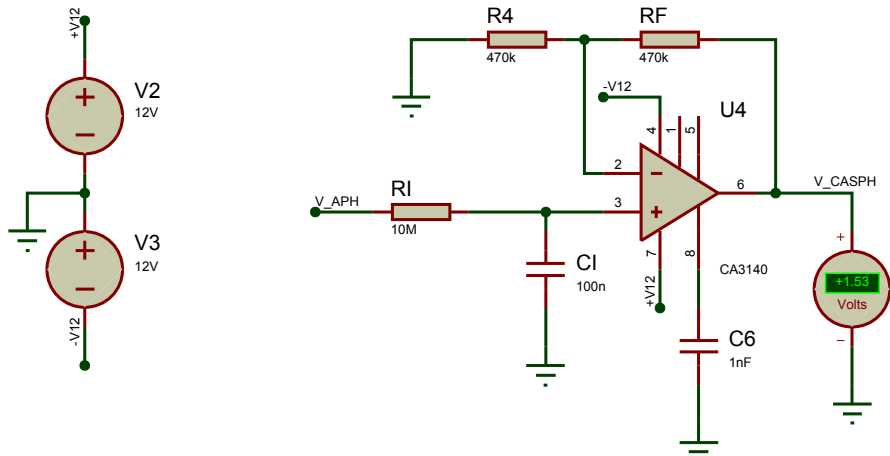 +V12
V2
12V
V3
12V
-V12
R4
470k
RF
470k
-V12
U4
4
1
5
2
3
6
7
8
V_APH
RI
10M
CI
100n
+V12
CA3140
C6
1nF
V_CASPH
+1.53
Volts